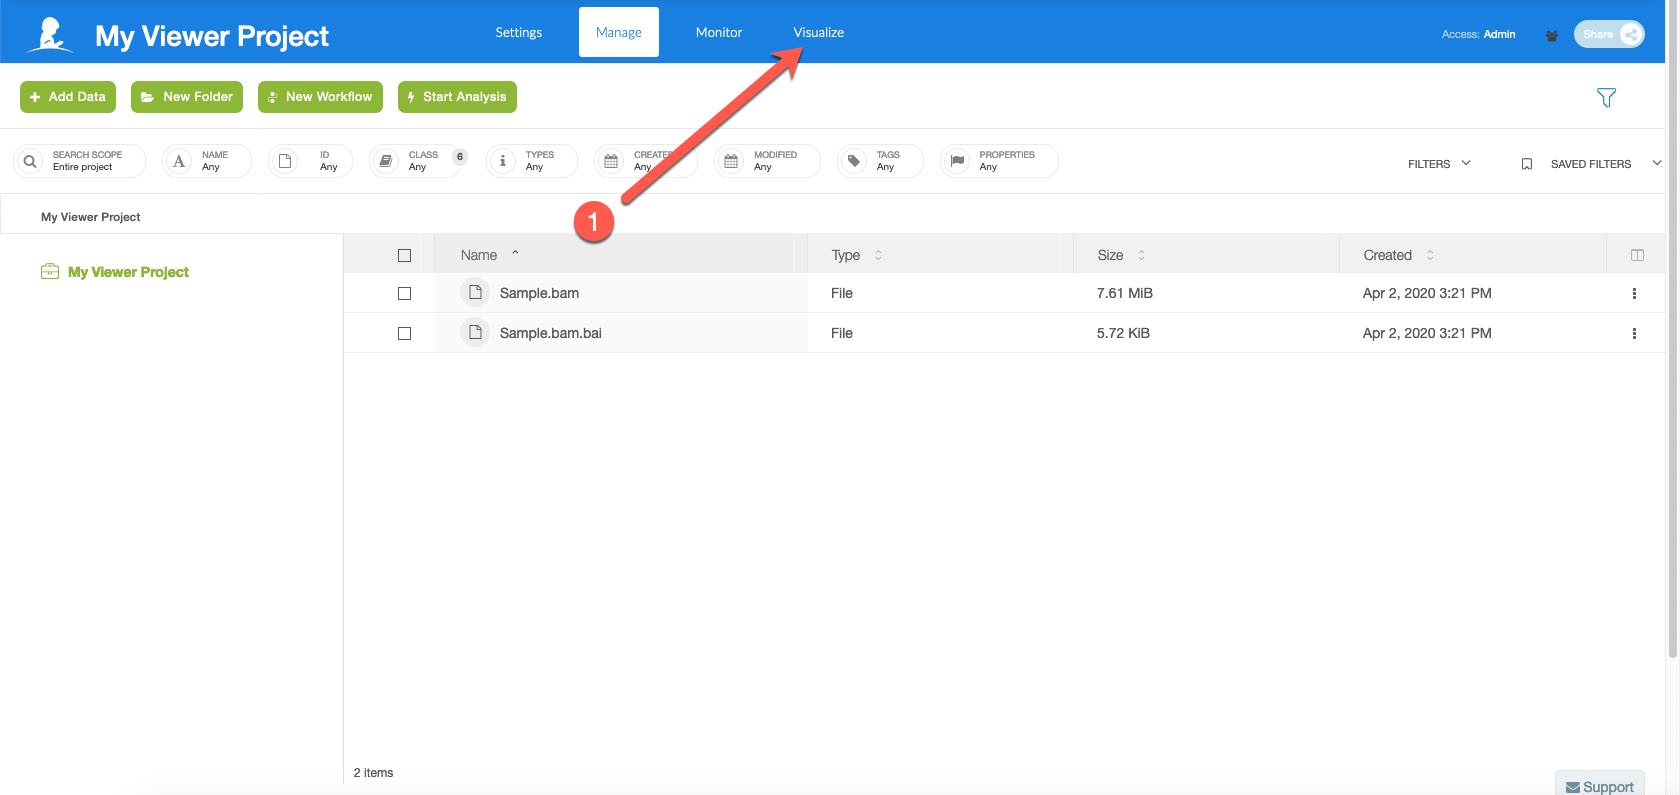 My Viewer Project
Settings
Manage
Monitor
Visualize
Access: Admin
Share
Add Data
New Folder
New Workflow
Start Analysis
SEARCH SCOPE
Entire project
A
NAME
Any
ID
Any
CLASS
Any
6
TYPES
Any
CREATED
Any
MODIFIED
Any
TAGS
Any
PROPERTIES
Any
FILTERS
SAVED FILTERS
1
My Viewer Project
My Viewer Project
Name
Type
Size
Created
Sample.bam
File
7.61 MiB
Apr 2, 2020 3:21 PM
Sample.bam.bai
File
5.72 KiB
Apr 2, 2020 3:21 PM
2 items
Support